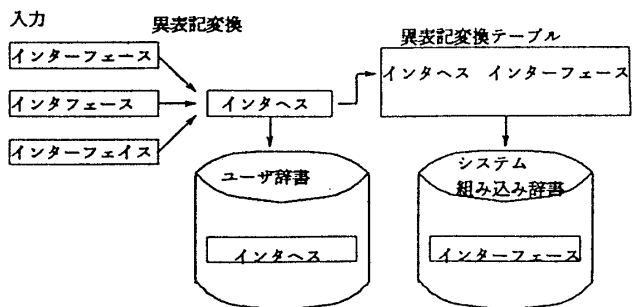 入力
異表記変換
インターフェース
インタフェース
インターフェイス
インタヘス
異表記変換テーブル
インタヘス インターフェース
ユーザ辞書
インタヘス
システム
組み込み辞書
インターフェース